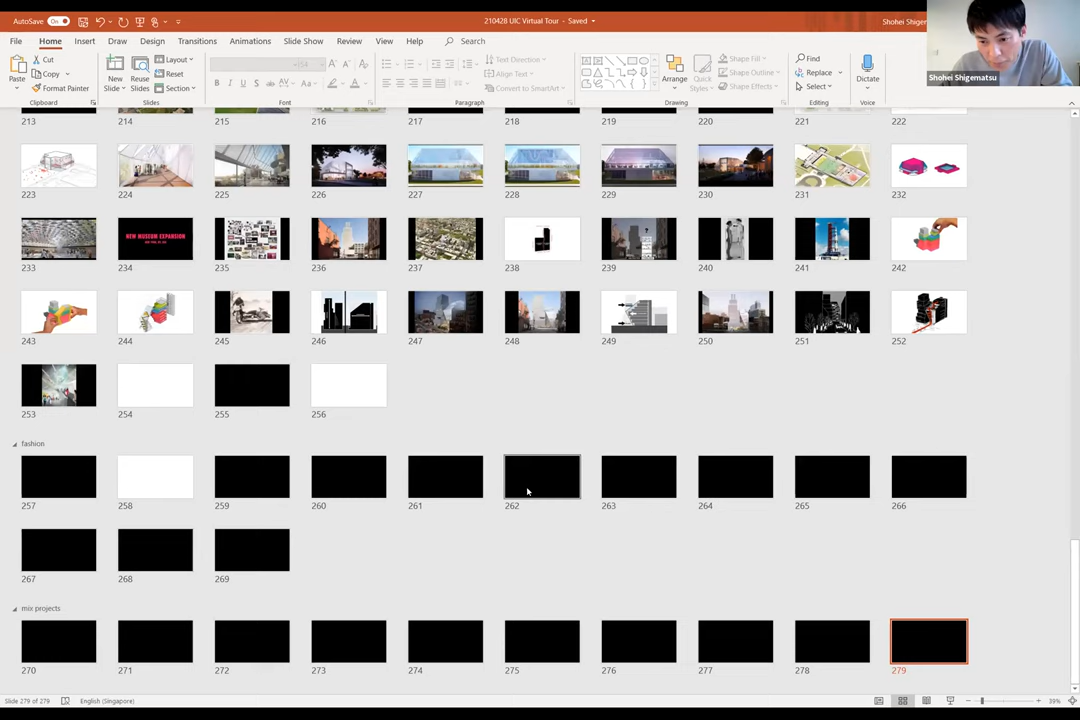 AutoSave On 210428 UIC Virtual Tour - Saved Shohei Shige
File Home Insert Draw Design Transitions Animations Slide Show Review View Help Search
Paste Cut Copy Format Painter
New Slides Reuse Slides Layout Reset Section
B I U S
Text Direction Align Text Convert to SmartArt
Arrange Quick Styles Shape Fill Shape Outline Shape Effects
Find Replace Select
Dictate
Shohei Shigematsu
Clipboard Slides Font Paragraph Drawing Editing Voice
213 214 215 216 217 218 219 220 221 222
223 224 225 226 227 228 229 230 231 232
NEW MUSEUM EXPANSION
233 234 235 236 237 238 239 240 241 242
243 244 245 246 247 248 249 250 251 252
253 254 255 256
fashion
257 258 259 260 261 262 263 264 265 266
267 268 269
mix projects
270 271 272 273 274 275 276 277 278 279
Slide 279 of 279 English (Singapore) 39%